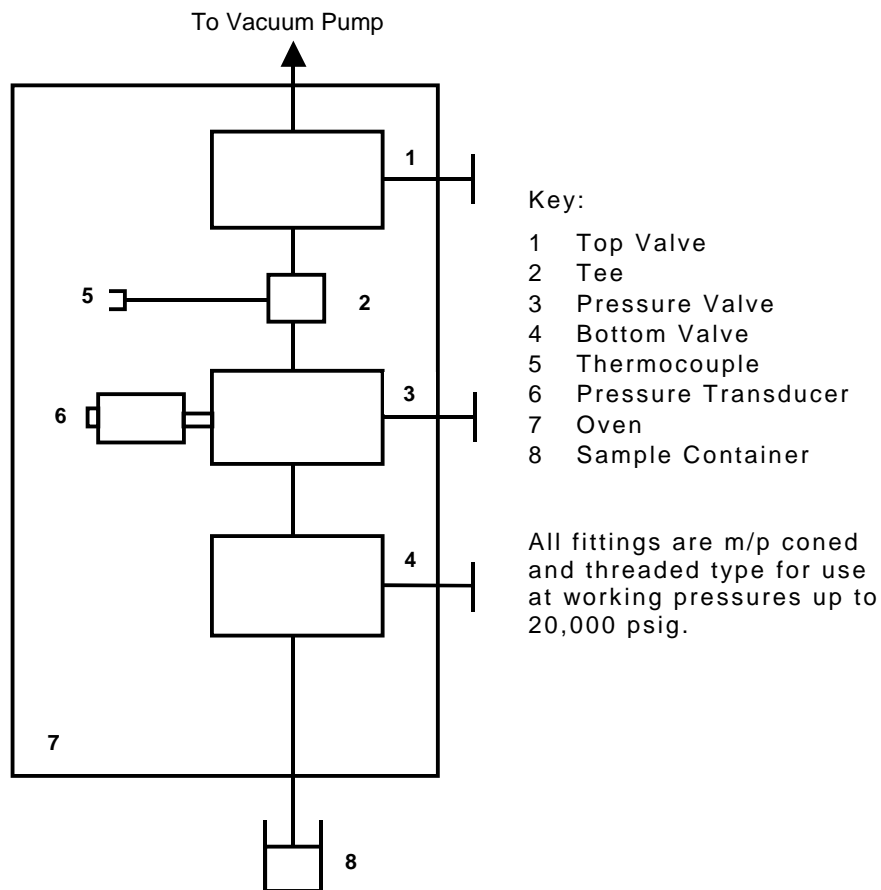 To Vacuum Pump
1
5
2
3
6
4
7
8
Key:
1 Top Valve
2 Tee
3 Pressure Valve
4 Bottom Valve
5 Thermocouple
6 Pressure Transducer
7 Oven
8 Sample Container
All fittings are m/p coned
and threaded type for use
at working pressures up to
20,000 psig.